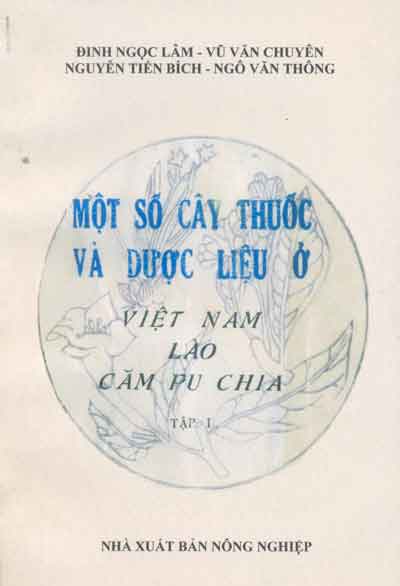 ĐINH NGỌC LÂM - VŨ VĂN CHUYÊN
NGUYỄN TIẾN BÍCH - NGÔ VĂN THÔNG
MỘT SỐ CÂY THUỐC
VÀ DƯỢC LIỆU Ở
VIỆT NAM
LÀO
CĂM PU CHIA
TẬP I
NHÀ XUẤT BẢN NÔNG NGHIỆP